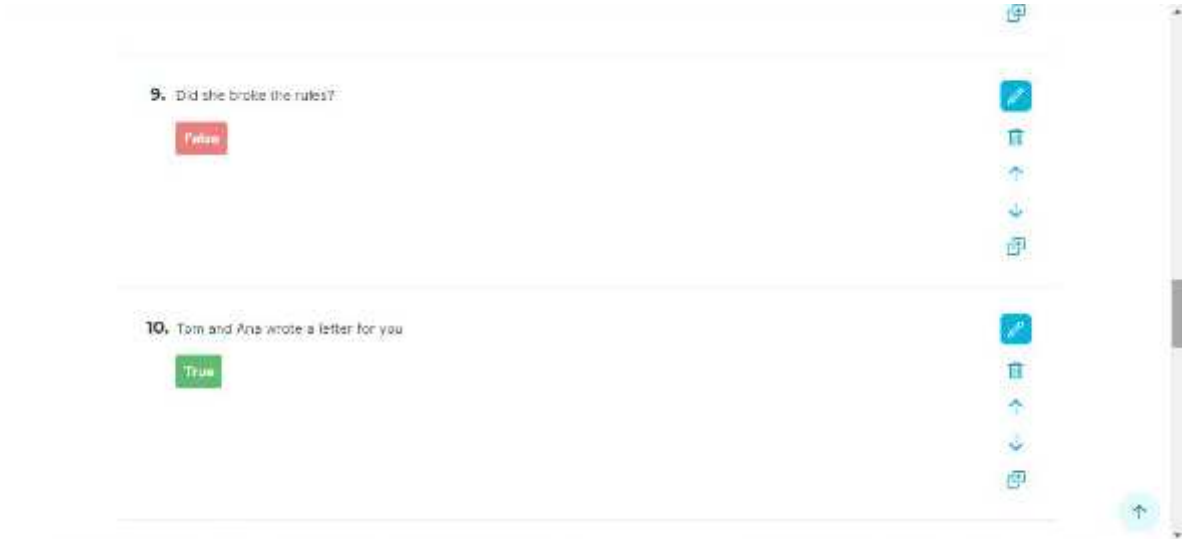 9. Did she broke the rules?
False
10. Tom and Ana wrote a letter for you
True